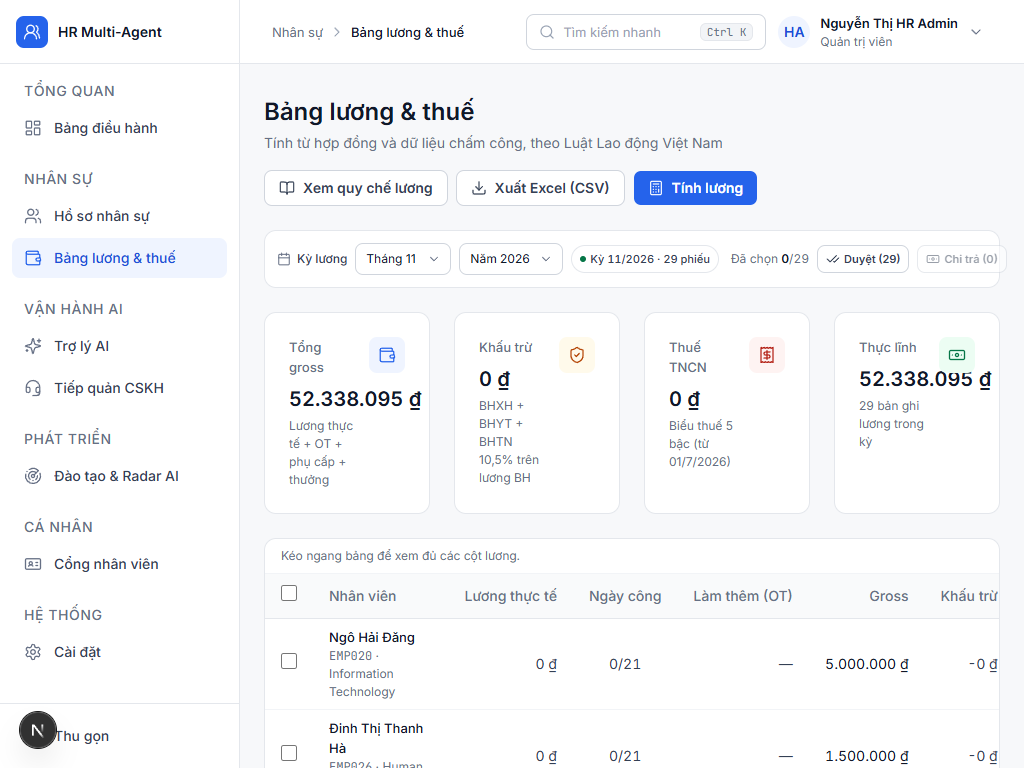 HR Multi-Agent
Nhân sự > Bảng lương & thuế
Tìm kiếm nhanh
Ctrl K
HA
Nguyễn Thị HR Admin
Quản trị viên
TỔNG QUAN
Bảng điều hành
NHÂN SỰ
Hồ sơ nhân sự
Bảng lương & thuế
VẬN HÀNH AI
Trợ lý AI
Tiếp quản CSKH
PHÁT TRIỂN
Đào tạo & Radar AI
CÁ NHÂN
Cổng nhân viên
HỆ THỐNG
Cài đặt
N
Thu gọn
Bảng lương & thuế
Tính từ hợp đồng và dữ liệu chấm công, theo Luật Lao động Việt Nam
Xem quy chế lương
Xuất Excel (CSV)
Tính lương
Kỳ lương
Tháng 11
Năm 2026
Kỳ 11/2026 · 29 phiếu
Đã chọn 0/29
Duyệt (29)
Chi trả (0)
Tổng
gross
52.338.095 ₫
Lương thực
tế + OT +
phụ cấp +
thưởng
Khấu trừ
0 ₫
BHXH +
BHYT +
BHTN
10,5% trên
lương BH
Thuế
TNCN
0 ₫
Biểu thuế 5
bậc (từ
01/7/2026)
Thực lĩnh
52.338.095 ₫
29 bản ghi
lương trong
kỳ
Kéo ngang bảng để xem đủ các cột lương.
Nhân viên Lương thực tế Ngày công Làm thêm (OT) Gross Khấu trừ
Ngô Hải Đăng
EMP020 ·
Information
Technology
0 ₫ 0/21 — 5.000.000 ₫ -0 ₫
Đinh Thị Thanh
Hà
EMP026 · Human
0 ₫ 0/21 — 1.500.000 ₫ -0 ₫